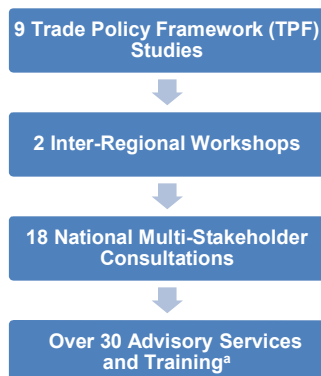 9 Trade Policy Framework (TPF)
Studies
2 Inter-Regional Workshops
18 National Multi-Stakeholder
Consultations
Over 30 Advisory Services
and Trainingᵃ